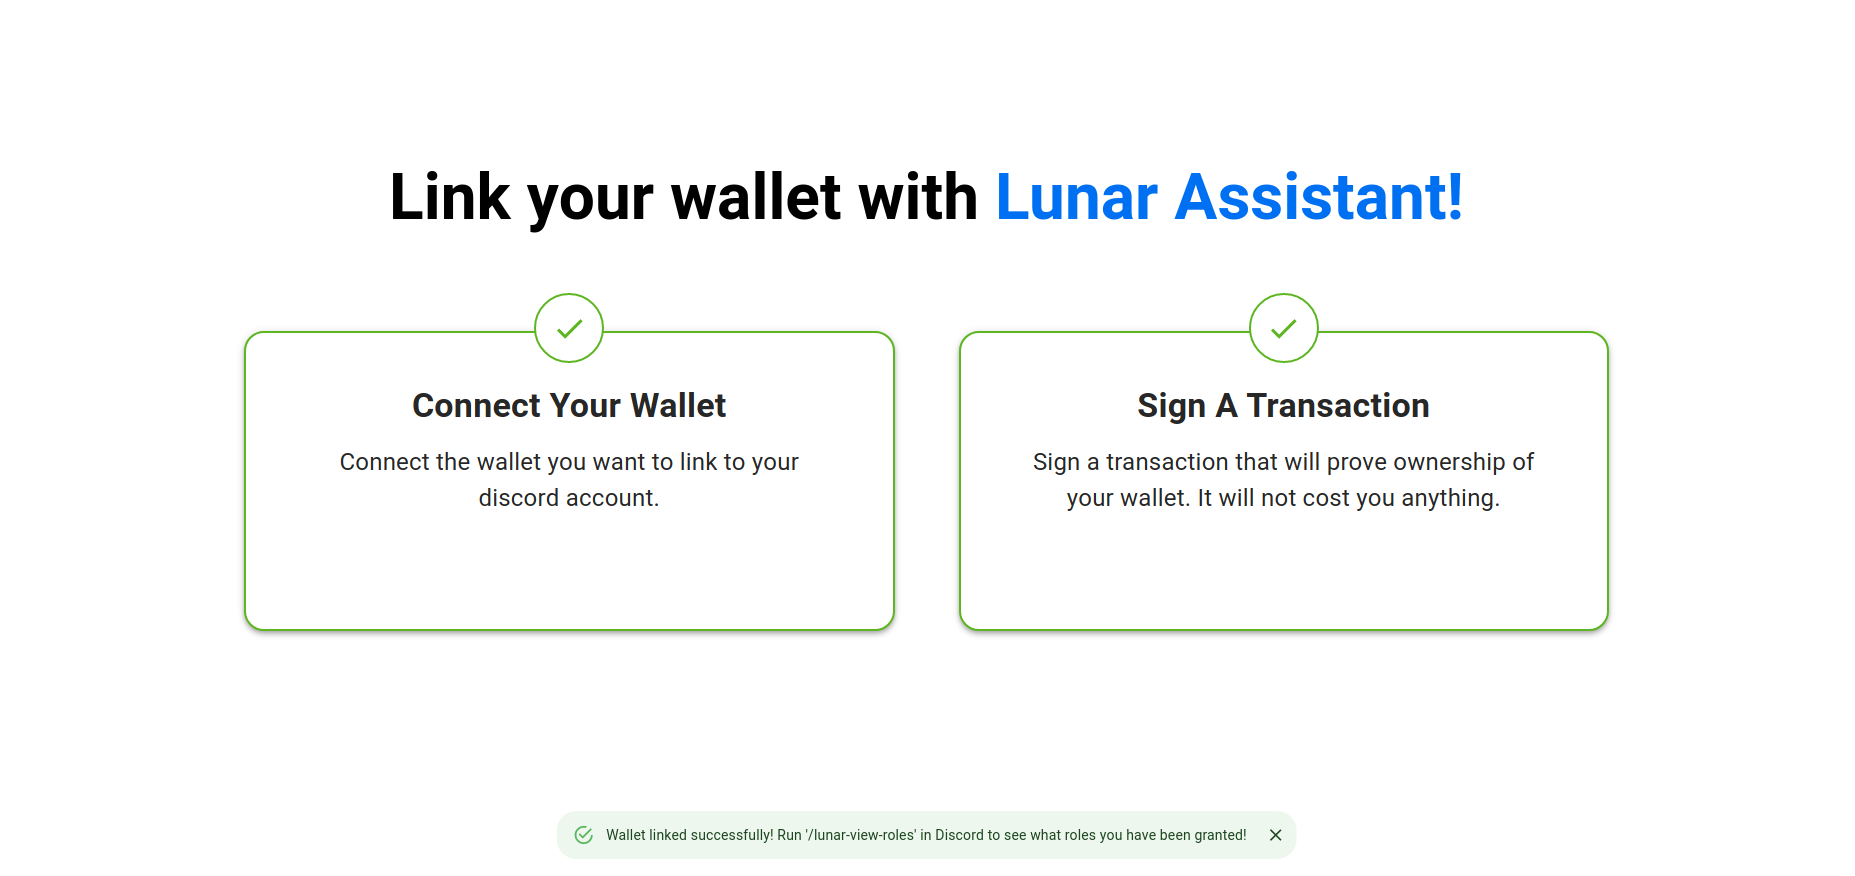 Link your wallet with Lunar Assistant!
Connect Your Wallet
Connect the wallet you want to link to your
discord account.
Sign A Transaction
Sign a transaction that will prove ownership of
your wallet. It will not cost you anything.
Wallet linked successfully! Run '/lunar-view-roles' in Discord to see what roles you have been granted!